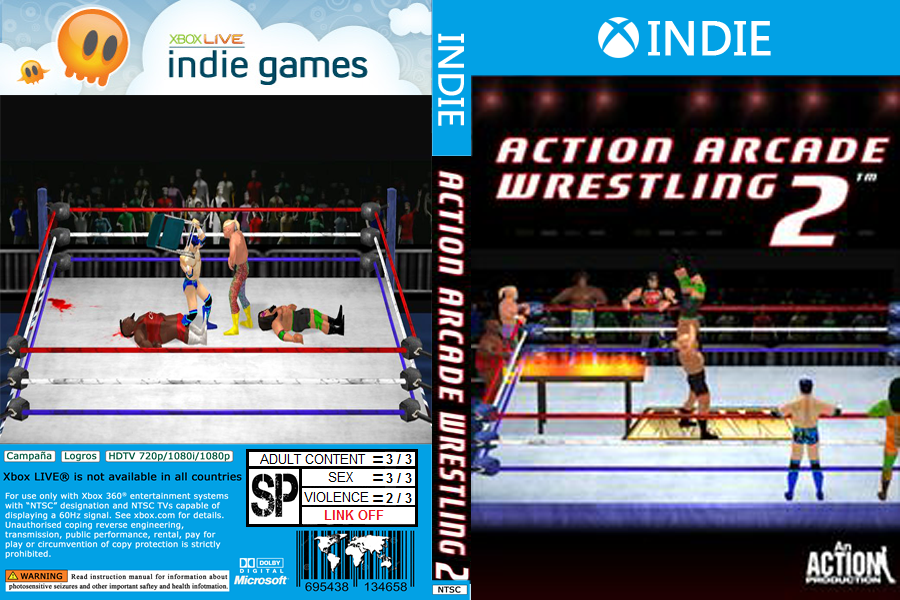 XBOX LIVE
indie games
Campaña Logros HDTV 720p/1080i/1080p
Xbox LIVE® is not available in all countries
For use only with Xbox 360® entertainment systems
with “NTSC” designation and NTSC TVs capable of
displaying a 60Hz signal. See xbox.com for details.
Unauthorised coping reverse engineering,
transmission, public performance, rental, pay for
play or circumvention of copy protection is strictly
prohibited.
WARNING Read instruction manual for information about
photosensitive seizures and other important saftey and health infotmation.
ADULT CONTENT = 3 / 3
SP
SEX = 3 / 3
VIOLENCE = 2 / 3
LINK OFF
DOLBY
DIGITAL
Microsoft®
695438 134658
INDIE
ACTION ARCADE WRESTLING 2
NTSC
INDIE
ACTION ARCADE
WRESTLING 2™
An
ACTION
PRODUCTION